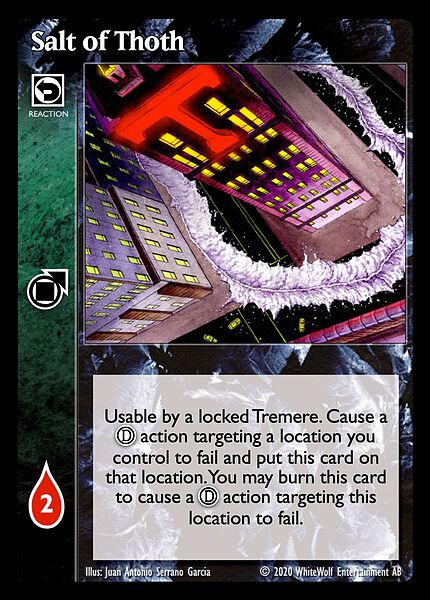 Salt of Thoth
REACTION
Usable by a locked Tremere. Cause a
Ⓓ action targeting a location you
control to fail and put this card on
that location. You may burn this card
to cause a Ⓓ action targeting this
location to fail.
2
Illus: Juan Antonio Serrano García
© 2020 WhiteWolf Entertainment AB